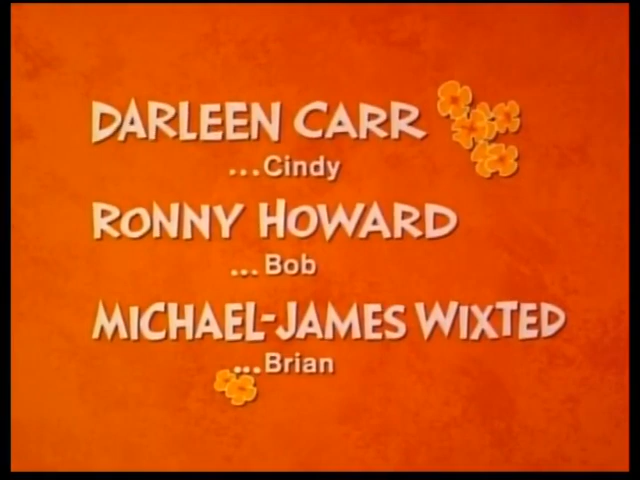 DARLEEN CARR
...Cindy
RONNY HOWARD
...Bob
MICHAEL-JAMES WIXTED
...Brian